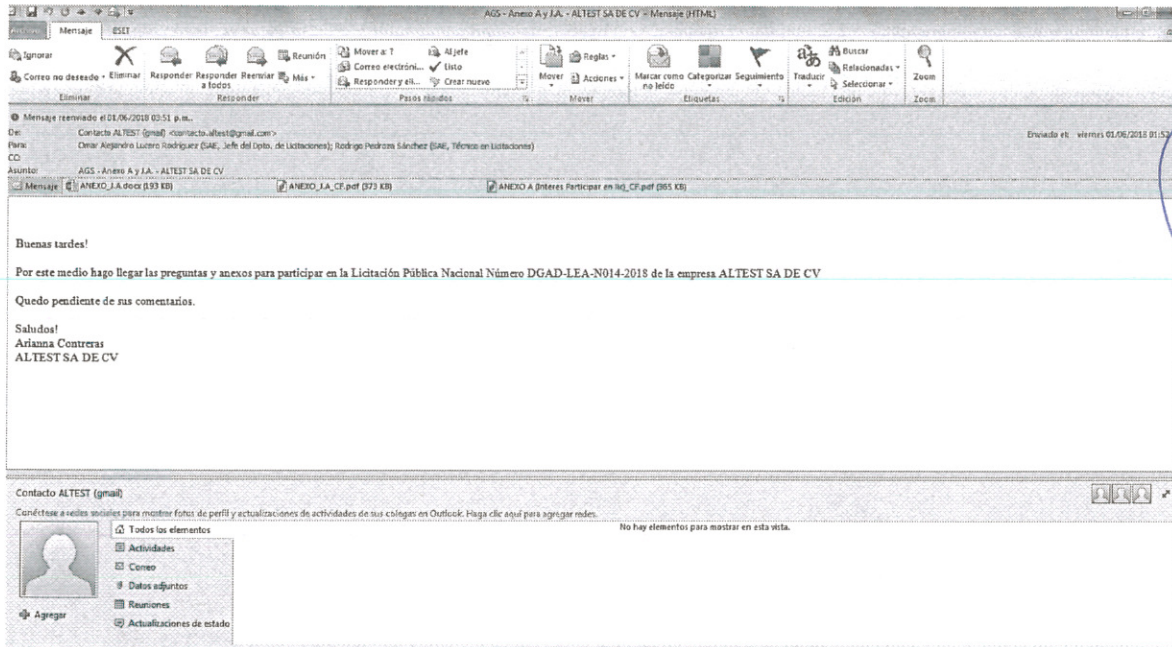 AGS - Anexo A y J.A. - ALTEST SA DE CV - Mensaje (HTML)
Archivo Mensaje ESET
Ignorar
Correo no deseado
Eliminar
Responder
Responder a todos
Reenviar
Reunión
Más
Mover a: ?
Correo electróni...
Responder y eli...
Al jefe
Listo
Crear nuevo
Mover
Reglas
Acciones
Marcar como no leído
Categorizar
Seguimiento
Traducir
Buscar
Relacionadas
Seleccionar
Zoom
Eliminar Responder Pasos rápidos Mover Etiquetas Edición Zoom
Mensaje reenviado el 01/06/2018 03:51 p.m..
De: Contacto ALTEST (gmail) <contacto.altest@gmail.com> Enviado el: viernes 01/06/2018 01:52
Para: Omar Alejandro Lucero Rodriguez (SAE, Jefe del Dpto. de Licitaciones); Rodrigo Pedroza Sánchez (SAE, Técnico en Licitaciones)
CC:
Asunto: AGS - Anexo A y J.A. - ALTEST SA DE CV
Mensaje ANEXO_J.A.docx (193 KB) ANEXO_J.A_CF.pdf (373 KB) ANEXO A (Interes Participar en lic)_CF.pdf (365 KB)
Buenas tardes!
Por este medio hago llegar las preguntas y anexos para participar en la Licitación Pública Nacional Número DGAD-LEA-N014-2018 de la empresa ALTEST SA DE CV
Quedo pendiente de sus comentarios.
Saludos!
Arianna Contreras
ALTEST SA DE CV
Contacto ALTEST (gmail)
Conéctese a redes sociales para mostrar fotos de perfil y actualizaciones de actividades de sus colegas en Outlook. Haga clic aquí para agregar redes.
Todos los elementos No hay elementos para mostrar en esta vista.
Actividades
Correo
Datos adjuntos
Reuniones
Actualizaciones de estado
Agregar